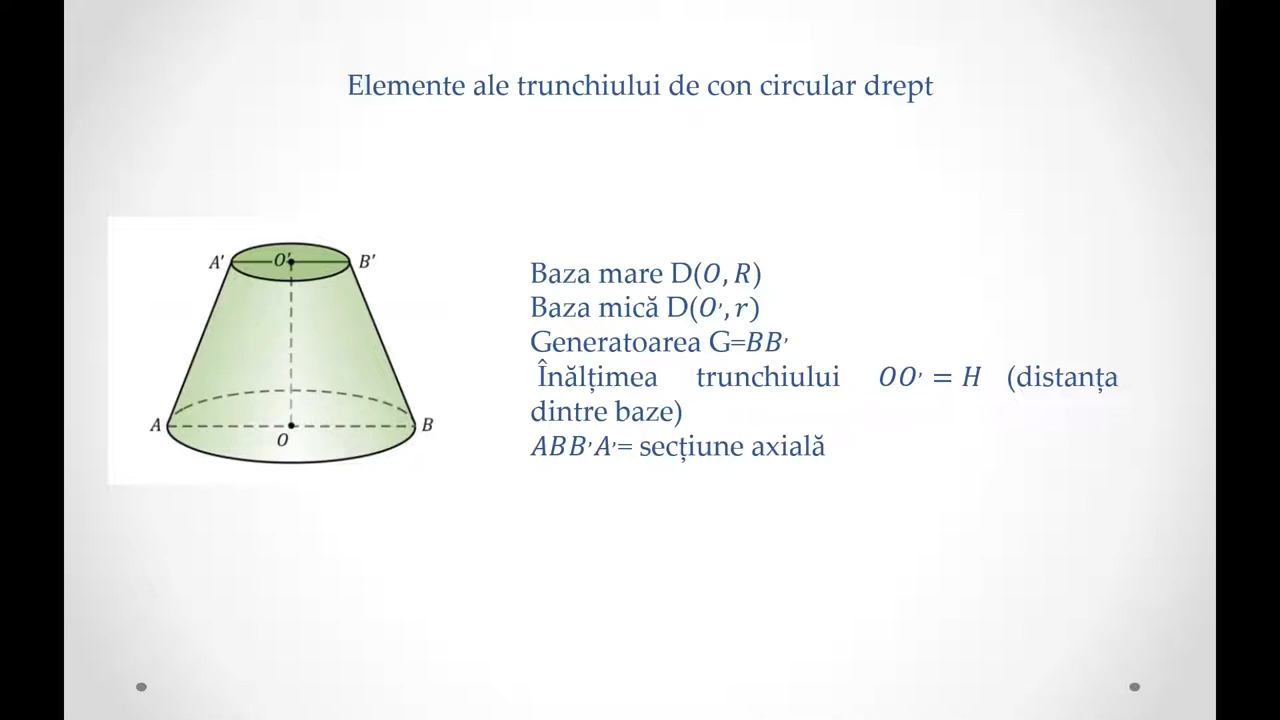 Elemente ale trunchiului de con circular drept
A' O' B'
Baza mare D(O, R)
Baza mică D(O', r)
Generatoarea G=BB'
Înălțimea trunchiului OO' = H (distanța
dintre baze)
A B
O
ABB'A'= secțiune axială